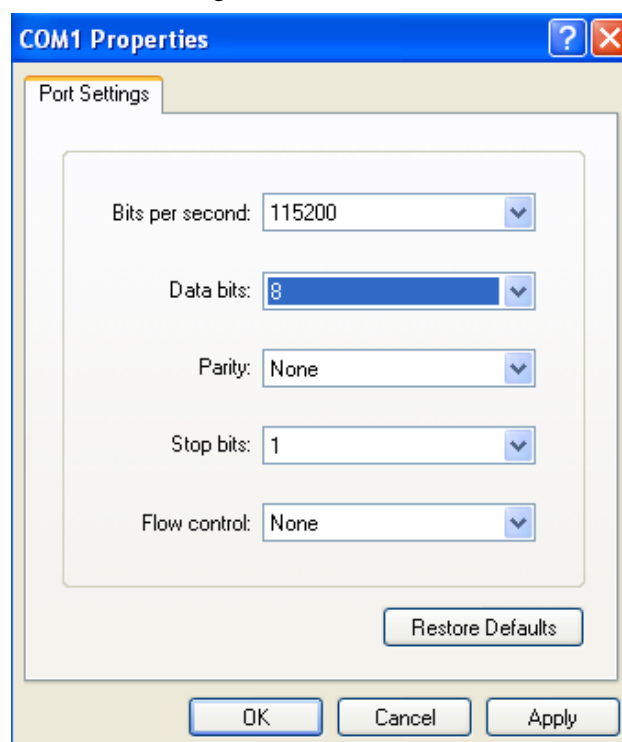 COM1 Properties
Port Settings
Bits per second: 115200
Data bits: 8
Parity: None
Stop bits: 1
Flow control: None
Restore Defaults
OK Cancel Apply